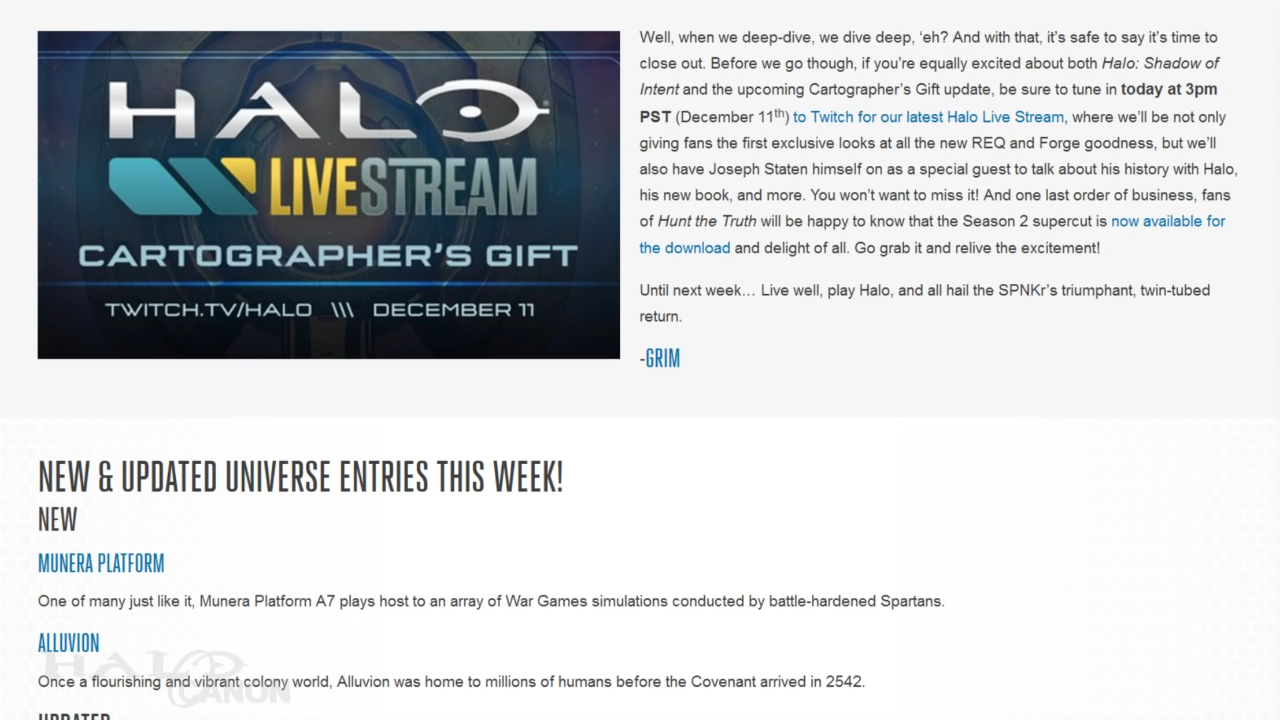 HALO
LIVESTREAM
CARTOGRAPHER'S GIFT
TWITCH.TV/HALO \\\ DECEMBER 11
Well, when we deep-dive, we dive deep, ‘eh? And with that, it’s safe to say it’s time to
close out. Before we go though, if you’re equally excited about both Halo: Shadow of
Intent and the upcoming Cartographer’s Gift update, be sure to tune in today at 3pm
PST (December 11th) to Twitch for our latest Halo Live Stream, where we’ll be not only
giving fans the first exclusive looks at all the new REQ and Forge goodness, but we’ll
also have Joseph Staten himself on as a special guest to talk about his history with Halo,
his new book, and more. You won’t want to miss it! And one last order of business, fans
of Hunt the Truth will be happy to know that the Season 2 supercut is now available for
the download and delight of all. Go grab it and relive the excitement!
Until next week… Live well, play Halo, and all hail the SPNKr’s triumphant, twin-tubed
return.
-GRIM
NEW & UPDATED UNIVERSE ENTRIES THIS WEEK!
NEW
MUNERA PLATFORM
One of many just like it, Munera Platform A7 plays host to an array of War Games simulations conducted by battle-hardened Spartans.
ALLUVION
Once a flourishing and vibrant colony world, Alluvion was home to millions of humans before the Covenant arrived in 2542.
HALO
CANON
UPDATED